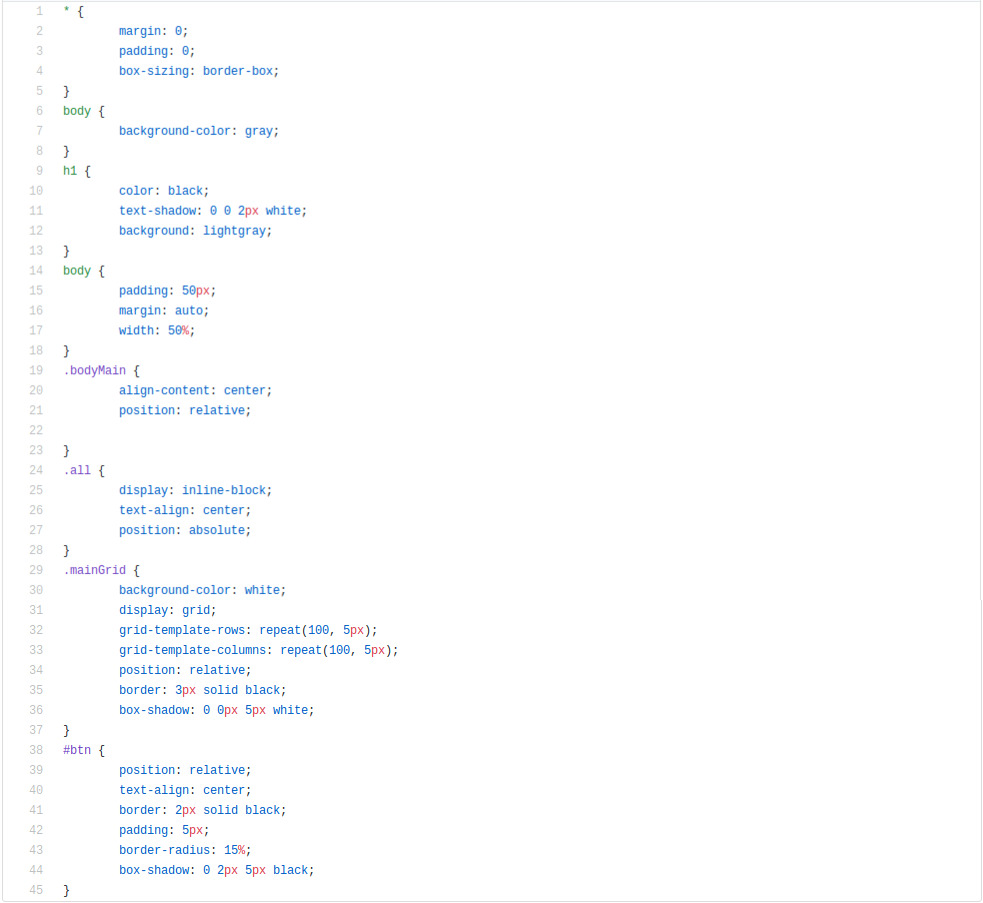 1 * {
2 margin: 0;
3 padding: 0;
4 box-sizing: border-box;
5 }
6 body {
7 background-color: gray;
8 }
9 h1 {
10 color: black;
11 text-shadow: 0 0 2px white;
12 background: lightgray;
13 }
14 body {
15 padding: 50px;
16 margin: auto;
17 width: 50%;
18 }
19 .bodyMain {
20 align-content: center;
21 position: relative;
22
23 }
24 .all {
25 display: inline-block;
26 text-align: center;
27 position: absolute;
28 }
29 .mainGrid {
30 background-color: white;
31 display: grid;
32 grid-template-rows: repeat(100, 5px);
33 grid-template-columns: repeat(100, 5px);
34 position: relative;
35 border: 3px solid black;
36 box-shadow: 0 0px 5px white;
37 }
38 #btn {
39 position: relative;
40 text-align: center;
41 border: 2px solid black;
42 padding: 5px;
43 border-radius: 15%;
44 box-shadow: 0 2px 5px black;
45 }